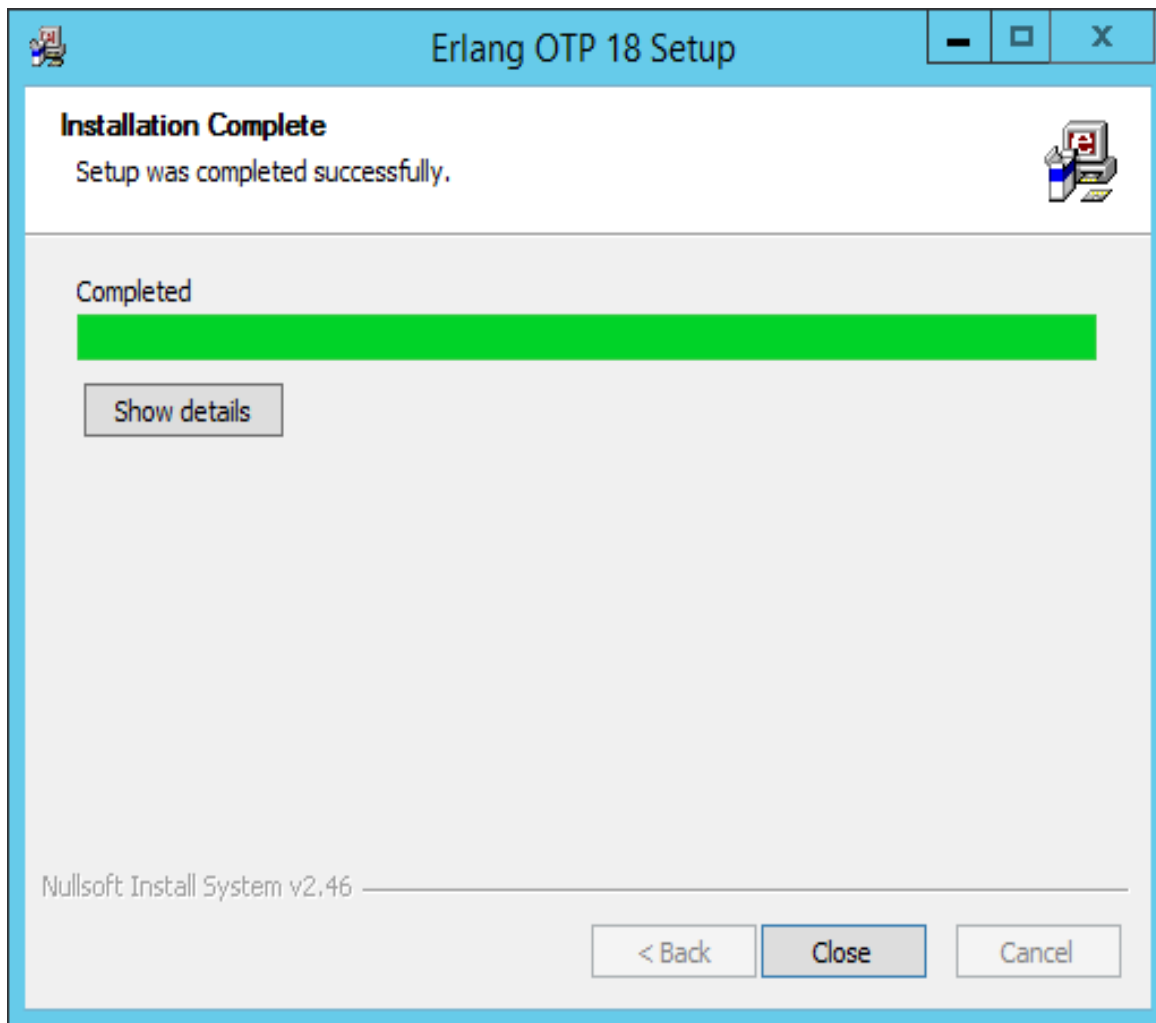 Erlang OTP 18 Setup
Installation Complete
Setup was completed successfully.
Completed
Show details
Nullsoft Install System v2.46
< Back
Close
Cancel